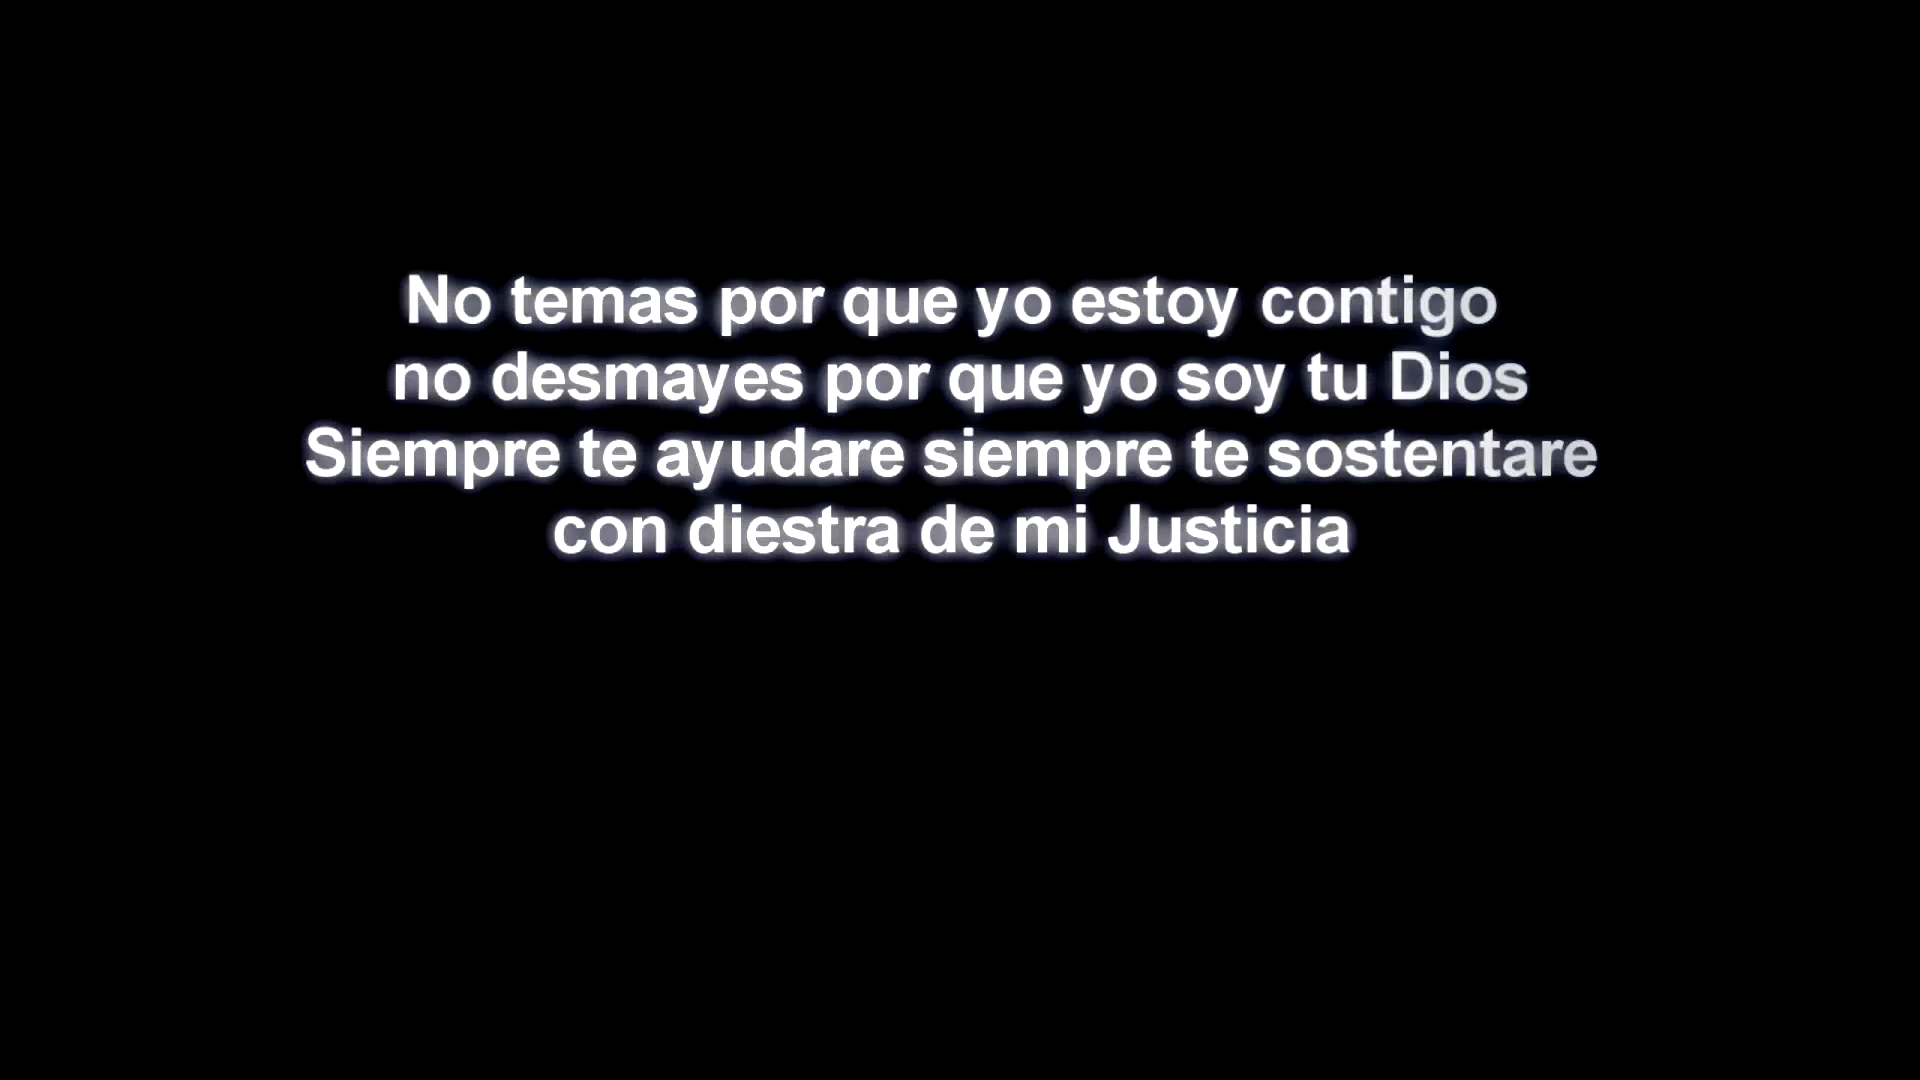 No temas por que yo estoy contigo
no desmayes por que yo soy tu Dios
Siempre te ayudare siempre te sostentare
con diestra de mi Justicia